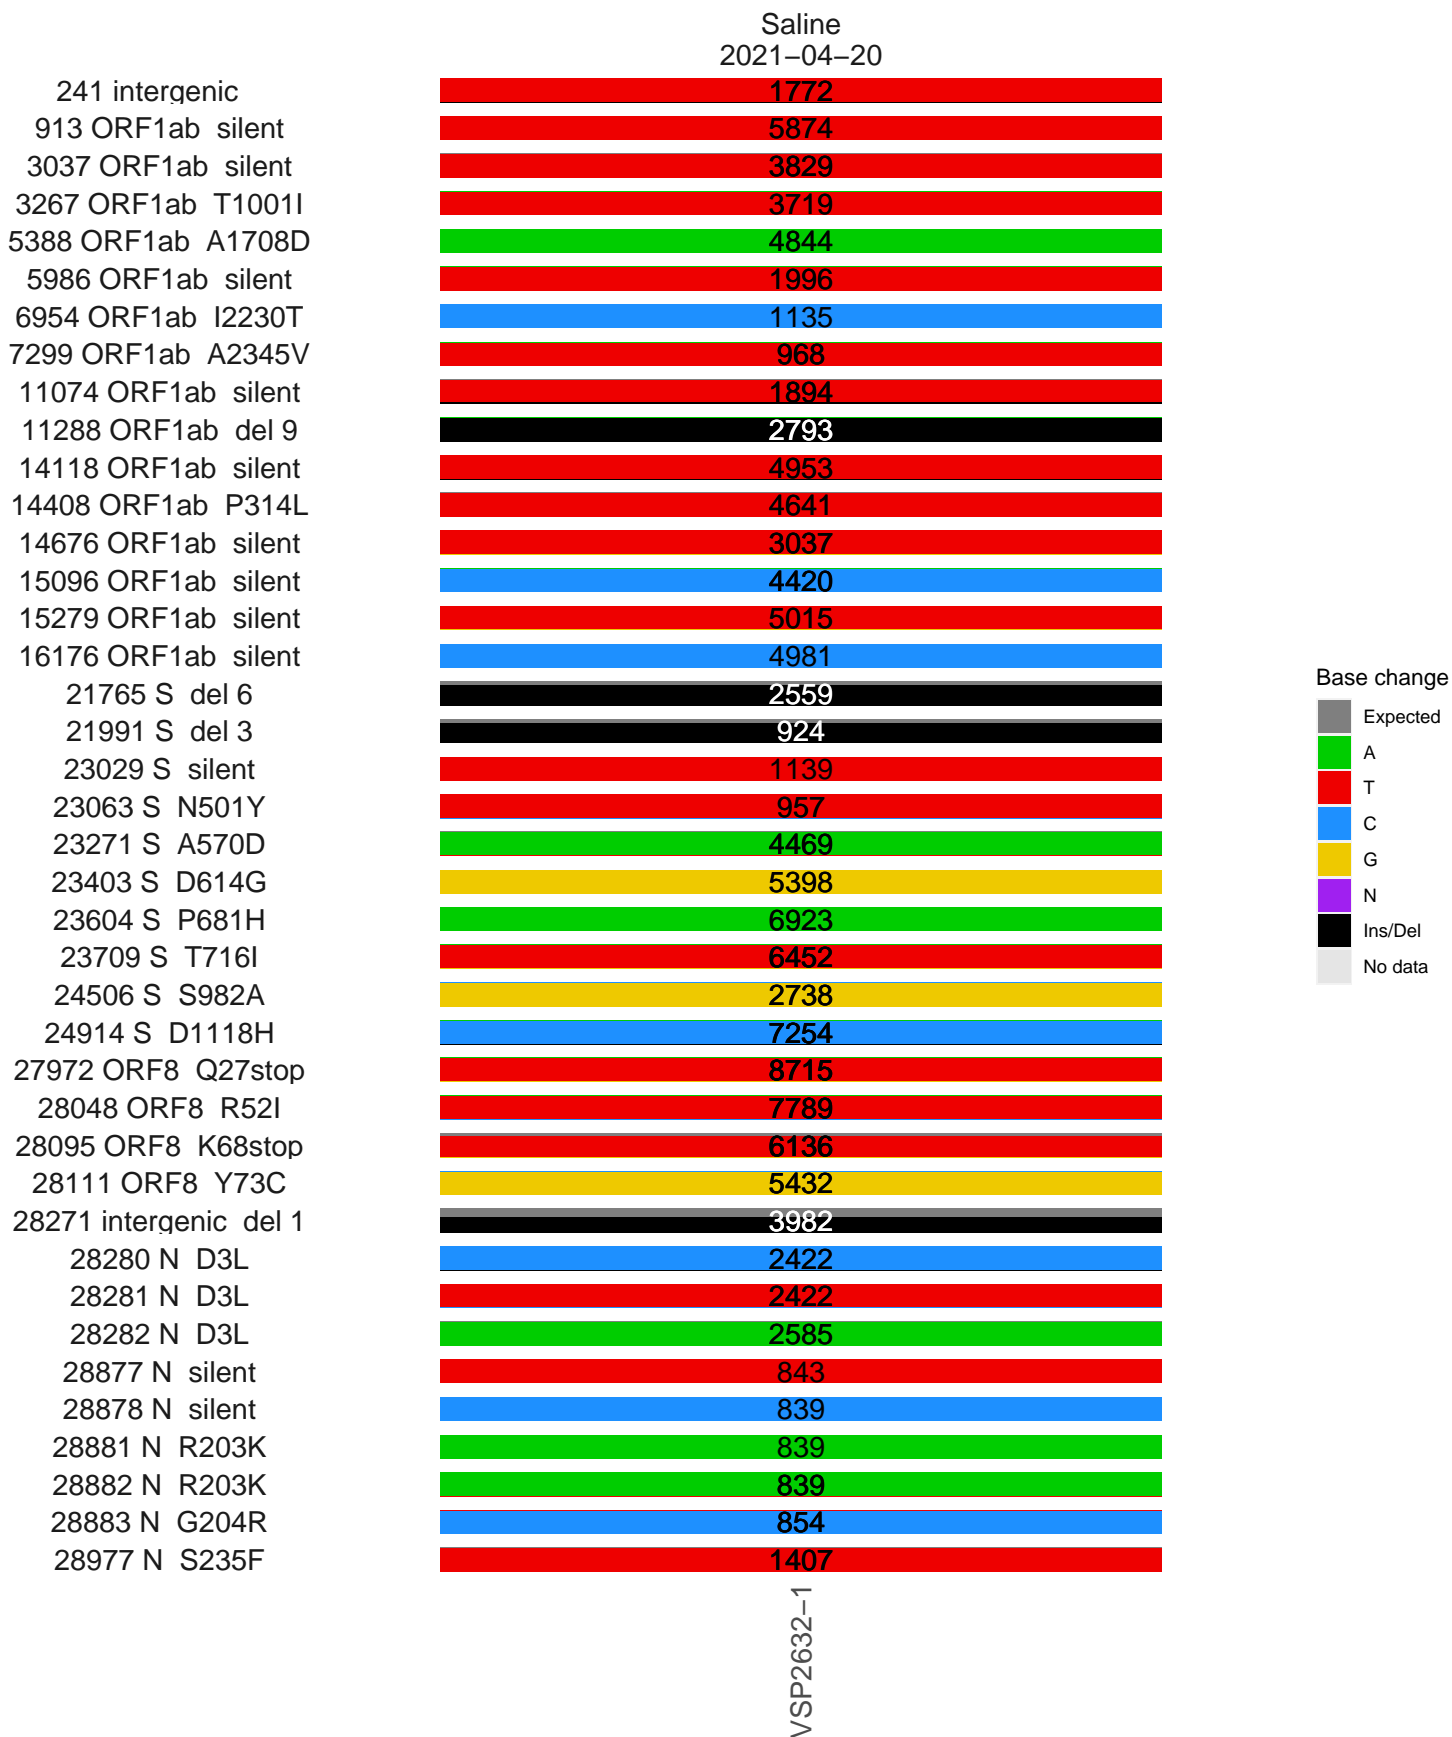 Saline
2021−04−20
241 intergenic 1772
913 ORF1ab silent 5874
3037 ORF1ab silent 3829
3267 ORF1ab T1001I 3719
5388 ORF1ab A1708D 4844
5986 ORF1ab silent 1996
6954 ORF1ab I2230T 1135
7299 ORF1ab A2345V 968
11074 ORF1ab silent 1894
11288 ORF1ab del 9 2793
14118 ORF1ab silent 4953
14408 ORF1ab P314L 4641
14676 ORF1ab silent 3037
15096 ORF1ab silent 4420
15279 ORF1ab silent 5015
16176 ORF1ab silent 4981
21765 S del 6 2559
21991 S del 3 924
23029 S silent 1139
23063 S N501Y 957
23271 S A570D 4469
23403 S D614G 5398
23604 S P681H 6923
23709 S T716I 6452
24506 S S982A 2738
24914 S D1118H 7254
27972 ORF8 Q27stop 8715
28048 ORF8 R52I 7789
28095 ORF8 K68stop 6136
28111 ORF8 Y73C 5432
28271 intergenic del 1 3982
28280 N D3L 2422
28281 N D3L 2422
28282 N D3L 2585
28877 N silent 843
28878 N silent 839
28881 N R203K 839
28882 N R203K 839
28883 N G204R 854
28977 N S235F 1407
VSP2632−1
Base change
Expected
A
T
C
G
N
Ins/Del
No data